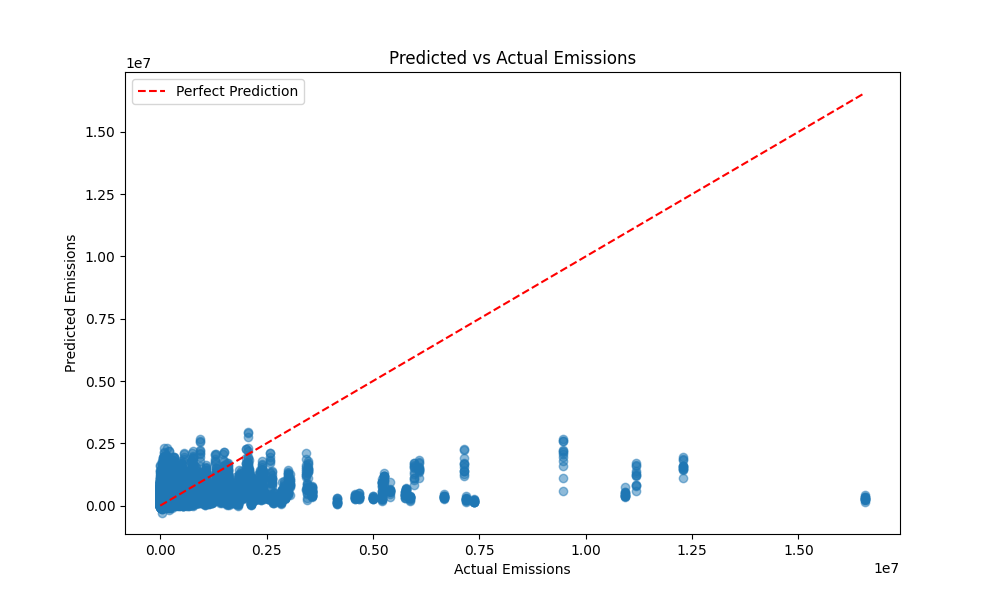 Predicted vs Actual Emissions
1e7
Perfect Prediction
1.50
1.25
1.00
0.75
0.50
0.25
0.00
Predicted Emissions
0.00 0.25 0.50 0.75 1.00 1.25 1.50
Actual Emissions
1e7